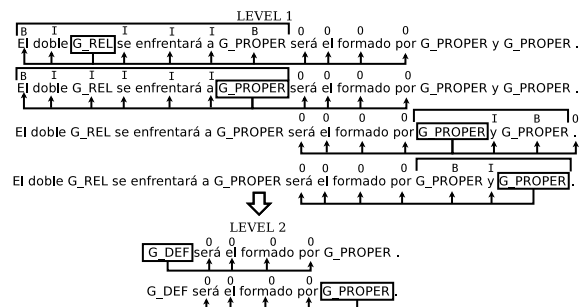 LEVEL 1
B I I I I I B 0 0 0 0
El doble G_REL se enfrentará a G_PROPER será el formado por G_PROPER y G_PROPER .
B I I I I I 0 0 0 0
El doble G_REL se enfrentará a G_PROPER será el formado por G_PROPER y G_PROPER .
0 0 0 0 I B 0
El doble G_REL se enfrentará a G_PROPER será el formado por G_PROPER y G_PROPER .
0 0 0 0 B I
El doble G_REL se enfrentará a G_PROPER será el formado por G_PROPER y G_PROPER .
LEVEL 2
0 0 0 0
G_DEF será el formado por G_PROPER .
0 0 0 0
G_DEF será el formado por G_PROPER .